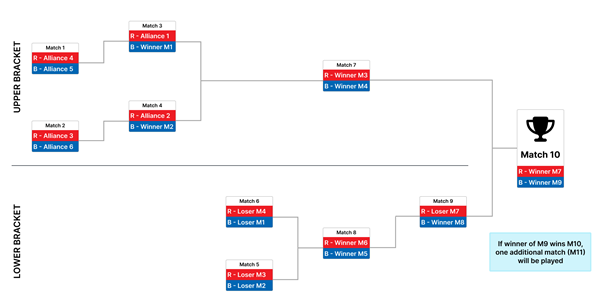 UPPER BRACKET
Match 1
R - Alliance 4
B - Alliance 5
Match 2
R - Alliance 3
B - Alliance 6
Match 3
R - Alliance 1
B - Winner M1
Match 4
R - Alliance 2
B - Winner M2
Match 7
R - Winner M3
B - Winner M4
LOWER BRACKET
Match 6
R - Loser M4
B - Loser M1
Match 5
R - Loser M3
B - Loser M2
Match 8
R - Winner M6
B - Winner M5
Match 9
R - Loser M7
B - Winner M8
Match 10
R - Winner M7
B - Winner M9
If winner of M9 wins M10,
one additional match (M11)
will be played